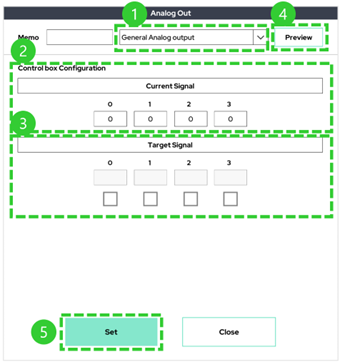 Analog Out
1
4
Memo
General Analog output
Preview
2
Control box Configuration
Current Signal
0 1 2 3
0 0 0 0
3
Target Signal
0 1 2 3
5
Set
Close